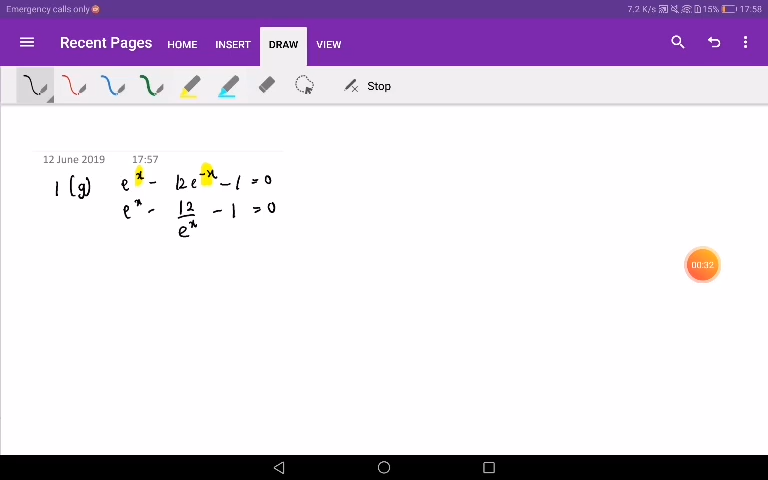 Emergency calls only 7.2 K/s 15% 17:58
Recent Pages HOME INSERT DRAW VIEW
Stop
12 June 2019 17:57
1 (g) e^x - 12e^-x - 1 = 0
e^x - 12/e^x - 1 = 0
00:32